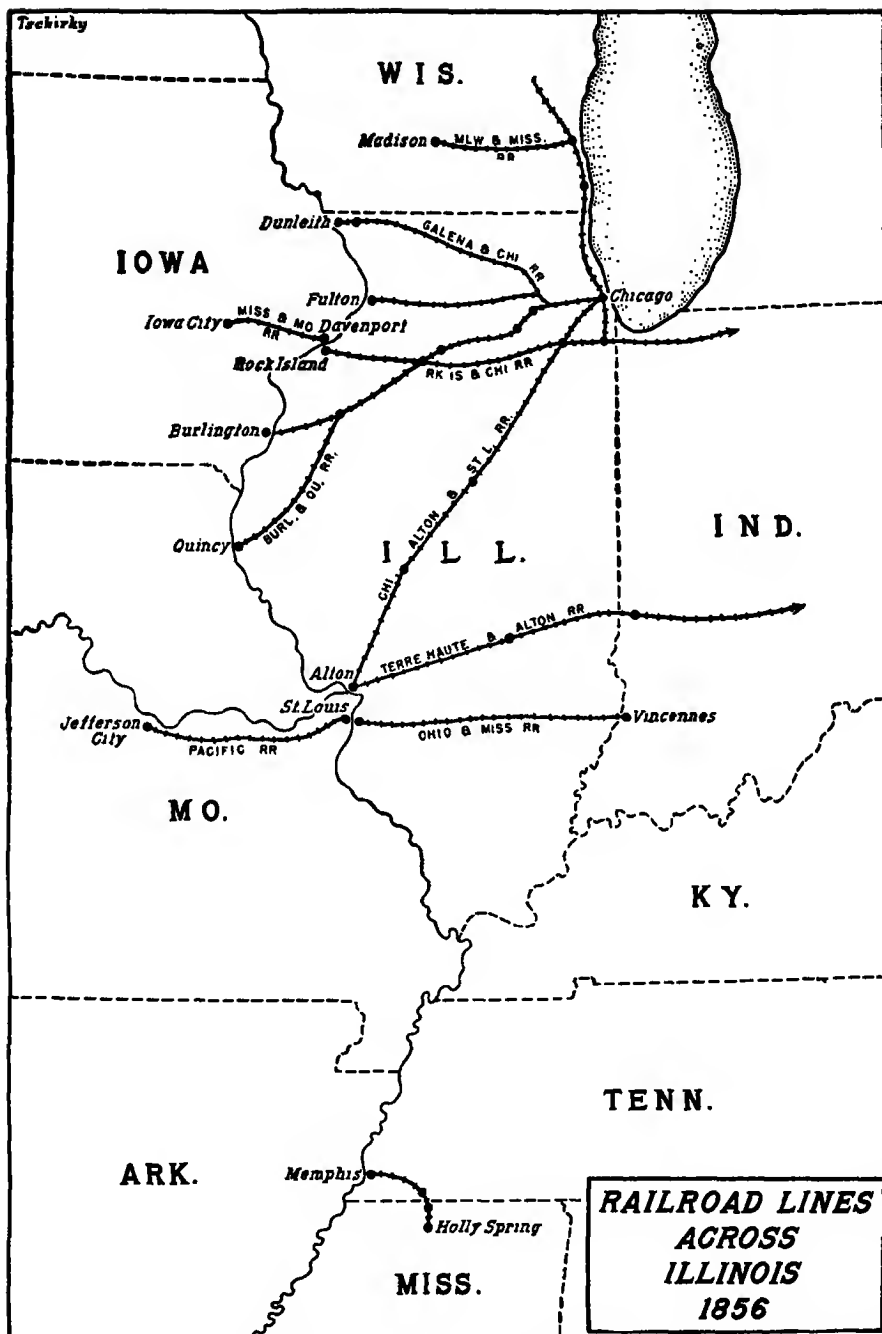 Tschirky
WIS.
Madison
MLW & MISS.
RR
Dunleith
GALENA & CHI RR
IOWA
Fulton
Chicago
Iowa City
MISS & MO
RR
Davenport
Rock Island
RK IS & CHI RR
Burlington
BURL. & QU. RR.
CHI. ALTON & ST L. RR.
Quincy
ILL.
IND.
TERRE HAUTE & ALTON RR
Alton
St. Louis
Jefferson
City
PACIFIC RR
OHIO & MISS RR
Vincennes
MO.
KY.
TENN.
ARK.
Memphis
Holly Spring
MISS.
RAILROAD LINES
ACROSS
ILLINOIS
1856